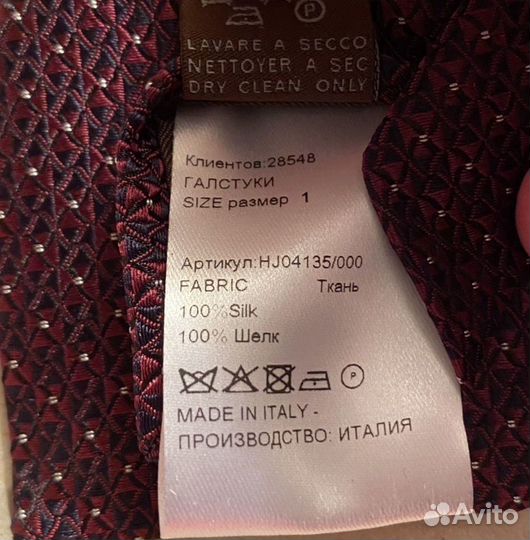 LAVARE A SECCO
NETTOYER A SEC
DRY CLEAN ONLY
Клиентов:28548
ГАЛСТУКИ
SIZE размер 1
Артикул:HJ04135/000
FABRIC Ткань
100%Silk
100% Шелк
P
MADE IN ITALY -
ПРОИЗВОДСТВО: ИТАЛИЯ
Avito